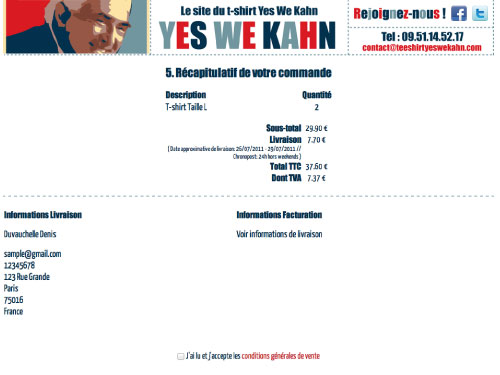 Le site du t-shirt Yes We Kahn
YES WE KAHN
Rejoignez-nous !
Tel : 09.51.14.52.17
contact@teeshirtyeswekahn.com
5. Récapitulatif de votre commande
Description Quantité
T-shirt Taille L 2
Sous-total 29.90 €
Livraison 7.70 €
(Date approximative de livraison: 26/07/2011 - 29/07/2011 //
Chronopost: 24h hors weekends )
Total TTC 37.60 €
Dont TVA 7.37 €
Informations Livraison Informations Facturation
Duvauchelle Denis Voir informations de livraison
sample@gmail.com
12345678
123 Rue Grande
Paris
75016
France
J'ai lu et j'accepte les conditions générales de vente